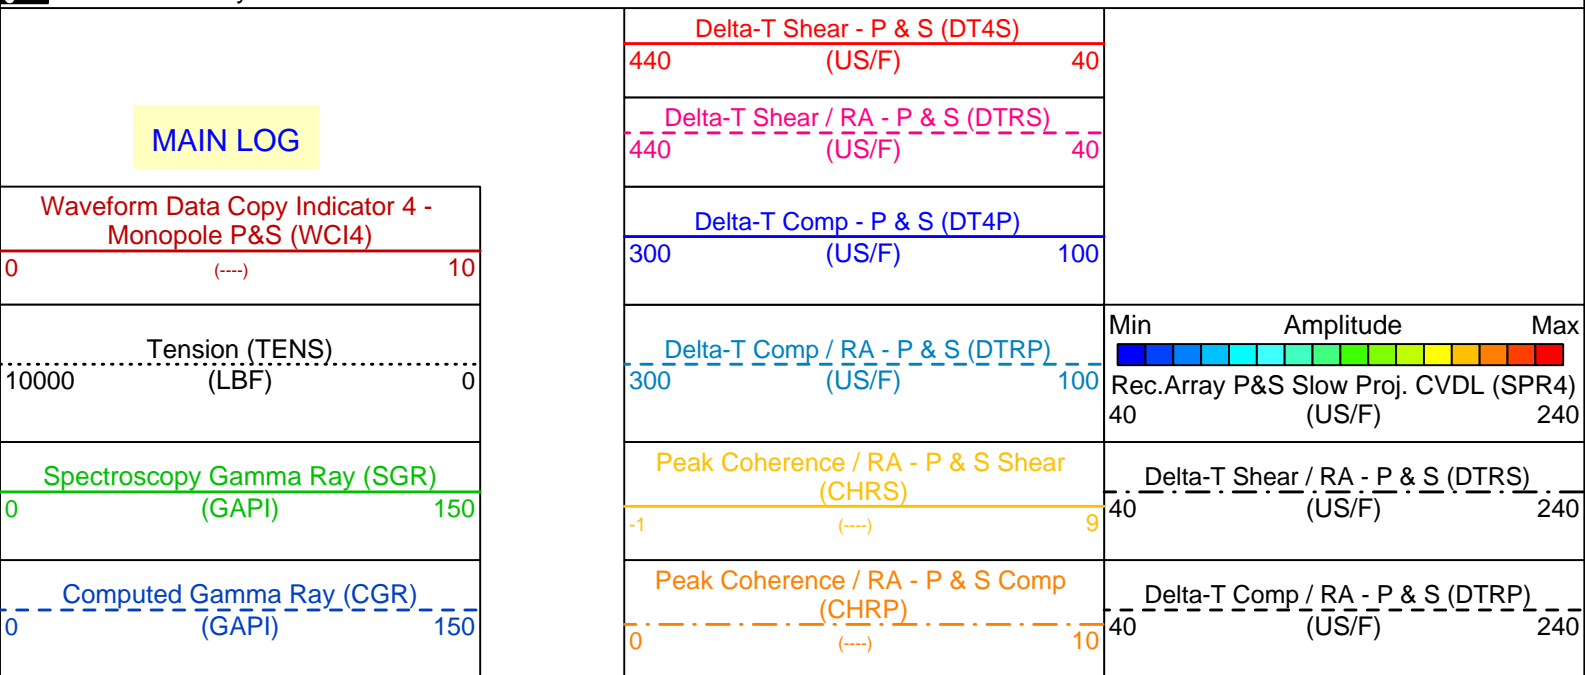 MAIN LOG
Waveform Data Copy Indicator 4 -
Monopole P&S (WCI4)
0 (----) 10
Tension (TENS)
10000 (LBF) 0
Spectroscopy Gamma Ray (SGR)
0 (GAPI) 150
Computed Gamma Ray (CGR)
0 (GAPI) 150
Delta-T Shear - P & S (DT4S)
440 (US/F) 40
Delta-T Shear / RA - P & S (DTRS)
440 (US/F) 40
Delta-T Comp - P & S (DT4P)
300 (US/F) 100
Delta-T Comp / RA - P & S (DTRP)
300 (US/F) 100
Peak Coherence / RA - P & S Shear
(CHRS)
-1 (----) 9
Peak Coherence / RA - P & S Comp
(CHRP)
0 (----) 10
Min Amplitude Max
Rec.Array P&S Slow Proj. CVDL (SPR4)
40 (US/F) 240
Delta-T Shear / RA - P & S (DTRS)
40 (US/F) 240
Delta-T Comp / RA - P & S (DTRP)
40 (US/F) 240